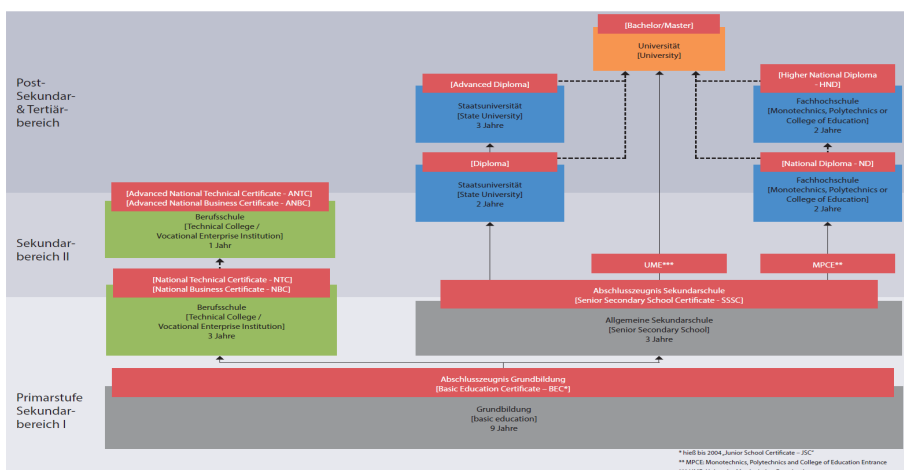 [Bachelor/Master]
Universität
[University]
Post-
Sekundar-
& Tertiär-
bereich
[Advanced Diploma]
Staatsuniversität
[State University]
3 Jahre
[Higher National Diploma
- HND]
Fachhochschule
[Monotechnics, Polytechnics or
College of Education]
2 Jahre
[Diploma]
Staatsuniversität
[State University]
2 Jahre
[National Diploma - ND]
Fachhochschule
[Monotechnics, Polytechnics or
College of Education]
2 Jahre
Sekundar-
bereich II
[Advanced National Technical Certificate - ANTC]
[Advanced National Business Certificate - ANBC]
Berufsschule
[Technical College /
Vocational Enterprise Institution]
1 Jahr
UME***
MPCE**
[National Technical Certificate - NTC]
[National Business Certificate - NBC]
Berufsschule
[Technical College /
Vocational Enterprise Institution]
3 Jahre
Abschlusszeugnis Sekundarschule
[Senior Secondary School Certificate - SSSC]
Allgemeine Sekundarschule
[Senior Secondary School]
3 Jahre
Primarstufe
Sekundar-
bereich I
Abschlusszeugnis Grundbildung
[Basic Education Certificate – BEC*]
Grundbildung
[basic education]
9 Jahre
* hieß bis 2004 „Junior School Certificate – JSC"
** MPCE: Monotechnics, Polytechnics and College of Education Entrance